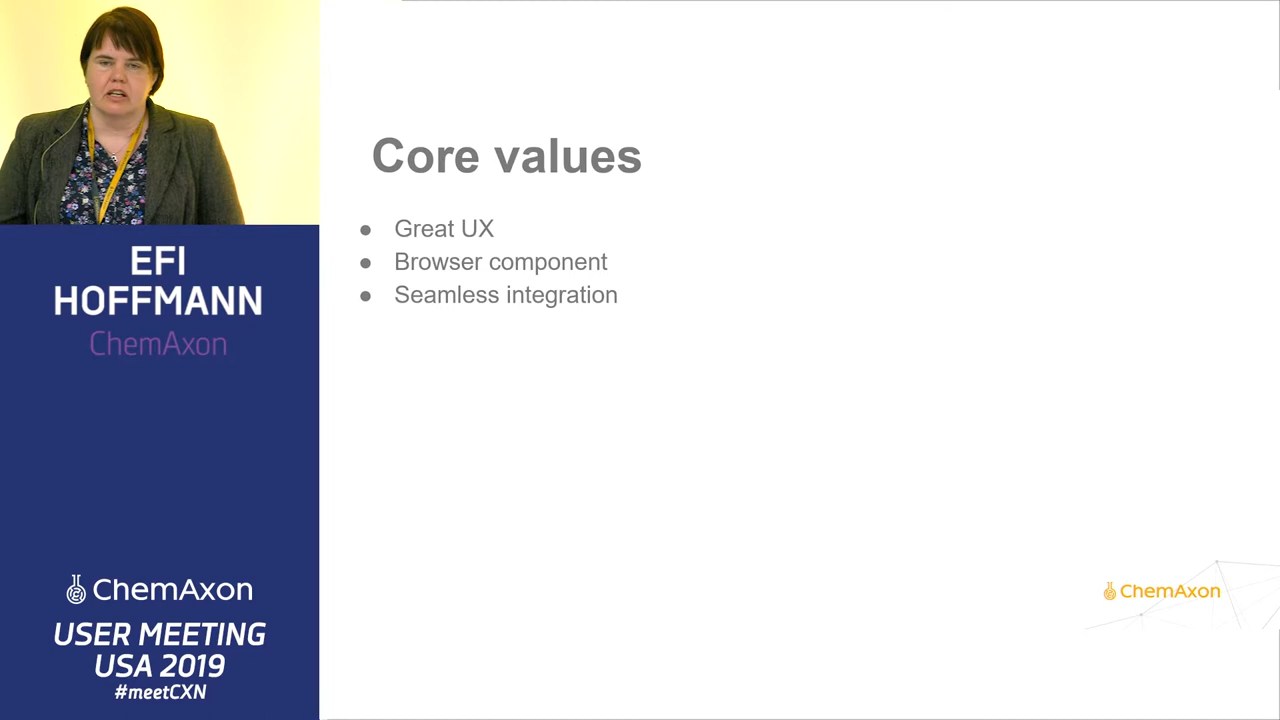 EFI
HOFFMANN
ChemAxon
ChemAxon
USER MEETING
USA 2019
#meetCXN
Core values
● Great UX
● Browser component
● Seamless integration
ChemAxon